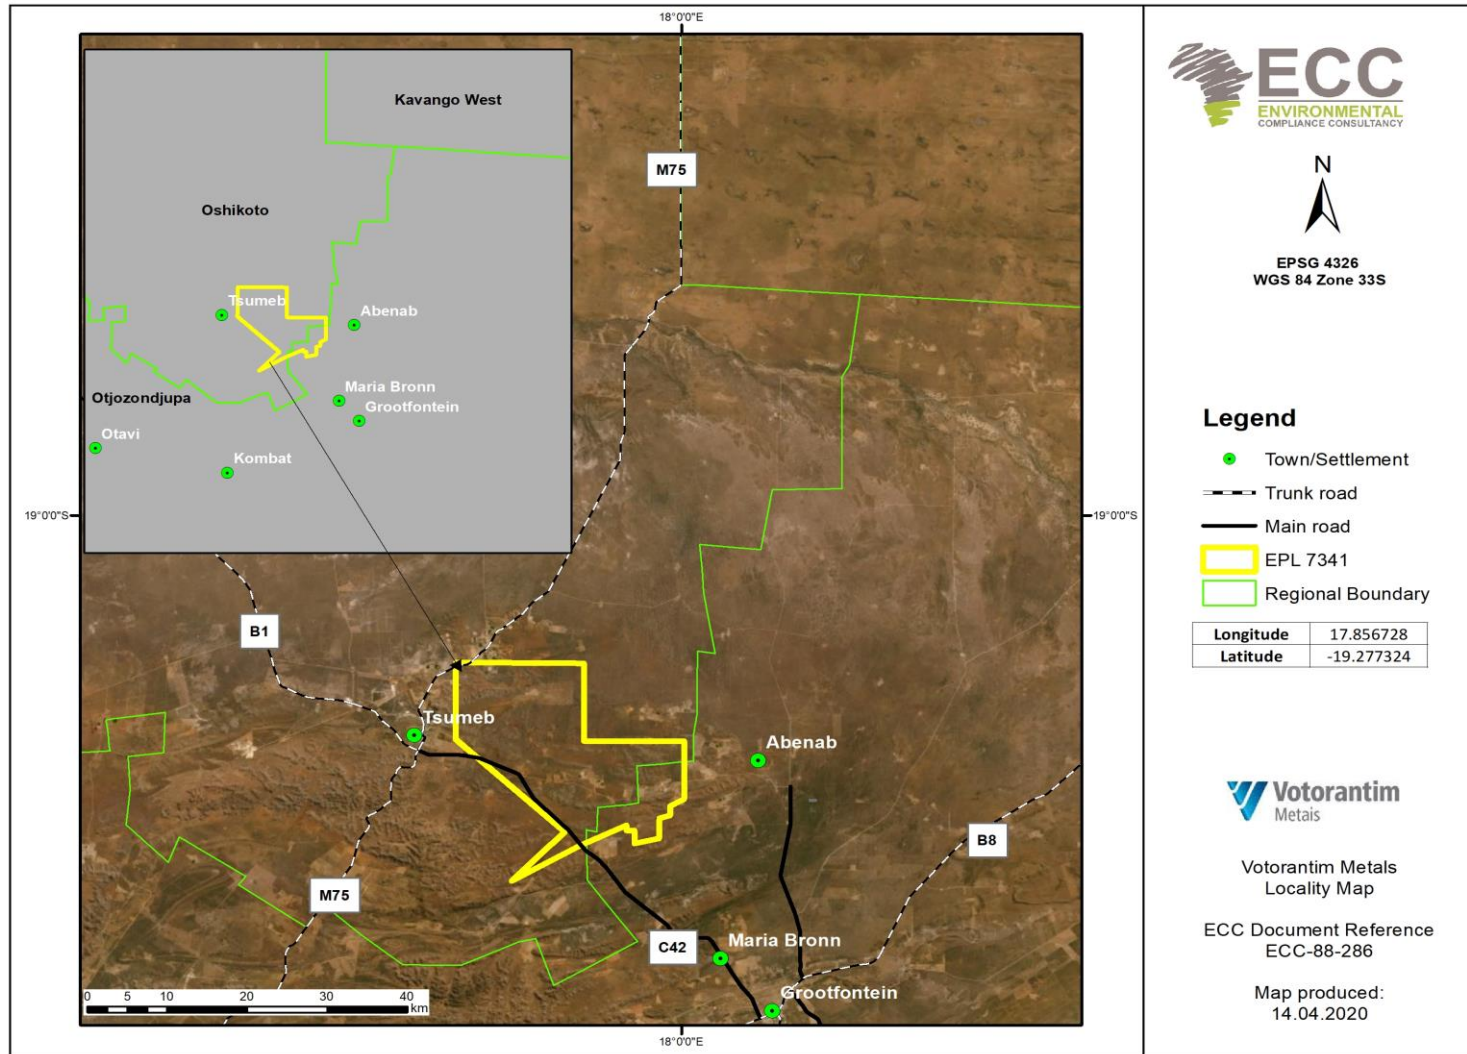 18°0'0"E
Kavango West
Oshikoto
Tsumeb
Abenab
Maria Bronn
Grootfontein
Otjozondjupa
Otavi
Kombat
M75
19°0'0"S
19°0'0"S
B1
Tsumeb
Abenab
B8
M75
C42
Maria Bronn
Grootfontein
0 5 10 20 30 40
km
18°0'0"E
ECC
ENVIRONMENTAL
COMPLIANCE CONSULTANCY
N
EPSG 4326
WGS 84 Zone 33S
Legend
Town/Settlement
Trunk road
Main road
EPL 7341
Regional Boundary
Longitude 17.856728
Latitude -19.277324
Votorantim
Metais
Votorantim Metals
Locality Map
ECC Document Reference
ECC-88-286
Map produced:
14.04.2020